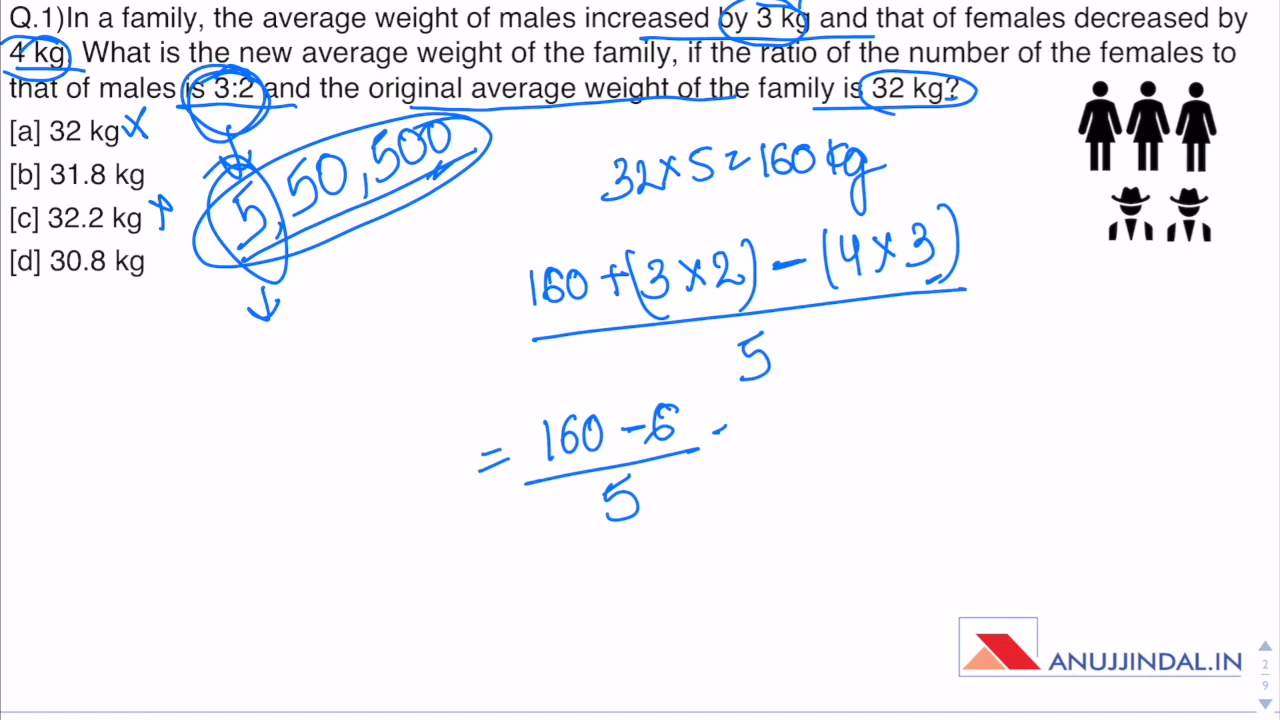 Q.1)In a family, the average weight of males increased by 3 kg and that of females decreased by
4 kg. What is the new average weight of the family, if the ratio of the number of the females to
that of males is 3:2 and the original average weight of the family is 32 kg?
[a] 32 kg x
[b] 31.8 kg
[c] 32.2 kg x
[d] 30.8 kg
5, 50, 500
32 x 5 = 160 kg
160 + (3 x 2) - (4 x 3)
5
= 160 - 6
5
ANUJJINDAL.IN
2
9